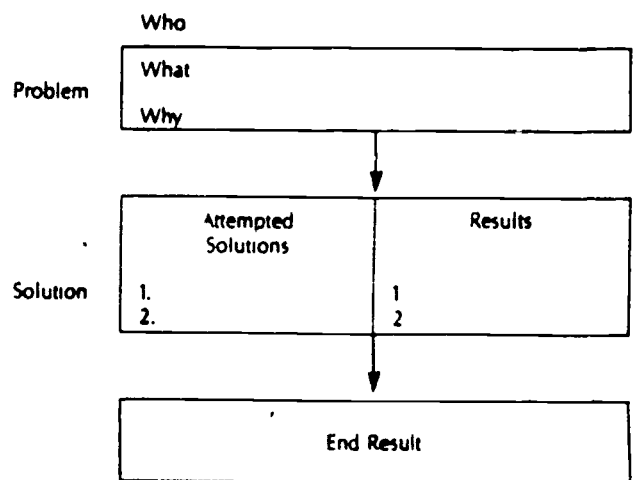 Who
Problem
What
Why
Attempted
Solutions
Results
Solution
1.
2.
1
2
End Result